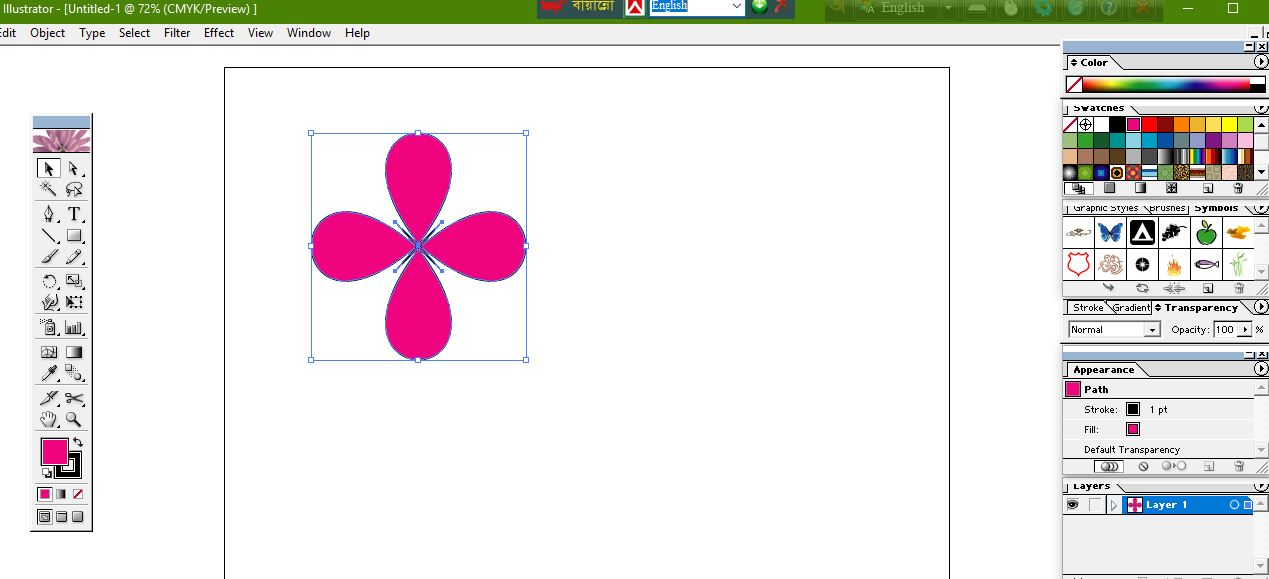 Illustrator - [Untitled-1 @ 72% (CMYK/Preview) ]
বায়ান্নো
English
English
dit Object Type Select Filter Effect View Window Help
Color
Swatches
Graphic Styles Brushes Symbols
Stroke Gradient Transparency
Normal Opacity: 100 %
Appearance
Path
Stroke: 1 pt
Fill:
Default Transparency
Layers
Layer 1
T